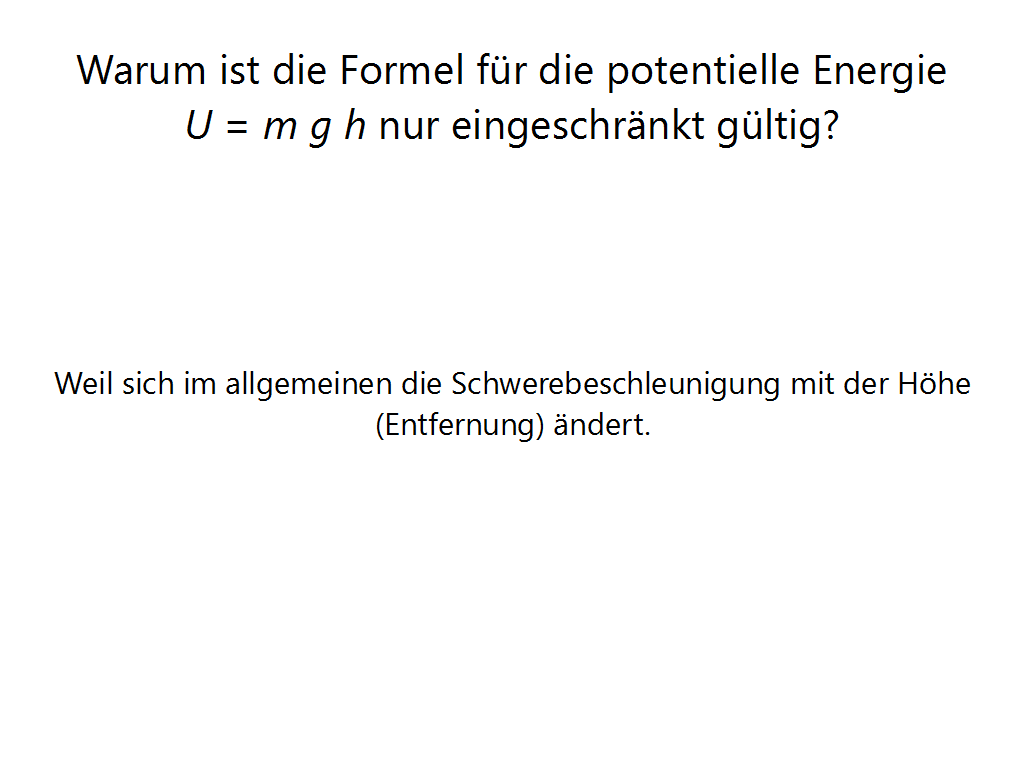 Warum ist die Formel für die potentielle Energie
U = m g h nur eingeschränkt gültig?
Weil sich im allgemeinen die Schwerebeschleunigung mit der Höhe
(Entfernung) ändert.